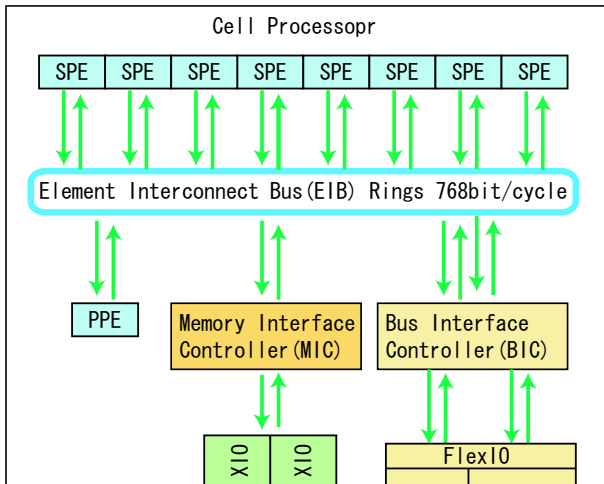 Cell Processopr
SPE SPE SPE SPE SPE SPE SPE SPE
Element Interconnect Bus(EIB) Rings 768bit/cycle
PPE
Memory Interface
Controller(MIC)
Bus Interface
Controller(BIC)
XIO XIO
FlexIO